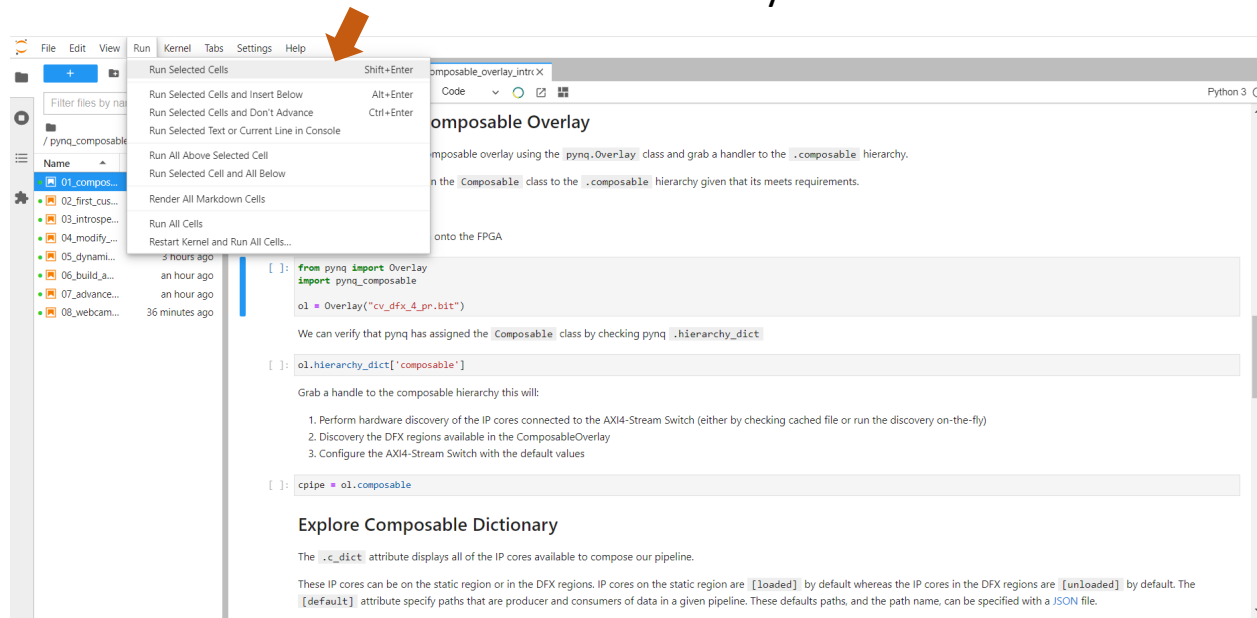 File Edit View Run Kernel Tabs Settings Help
Run Selected Cells Shift+Enter
Run Selected Cells and Insert Below Alt+Enter
Run Selected Cells and Don't Advance Ctrl+Enter
Run Selected Text or Current Line in Console
Run All Above Selected Cell
Run Selected Cell and All Below
Render All Markdown Cells
Run All Cells
Restart Kernel and Run All Cells...
+
Filter files by nar
/ pynq_composable
Name
01_compos...
02_first_cus...
03_introspe...
04_modify_...
05_dynami... 3 hours ago
06_build_a... an hour ago
07_advance... an hour ago
08_webcam... 36 minutes ago
omposable_overlay_intr
Code
Python 3
omposable Overlay
mposable overlay using the pynq.Overlay class and grab a handler to the .composable hierarchy.
n the Composable class to the .composable hierarchy given that its meets requirements.
onto the FPGA
[ ]: from pynq import Overlay
import pynq_composable
ol = Overlay("cv_dfx_4_pr.bit")
We can verify that pynq has assigned the Composable class by checking pynq .hierarchy_dict
[ ]: ol.hierarchy_dict['composable']
Grab a handle to the composable hierarchy this will:
1. Perform hardware discovery of the IP cores connected to the AXI4-Stream Switch (either by checking cached file or run the discovery on-the-fly)
2. Discovery the DFX regions available in the ComposableOverlay
3. Configure the AXI4-Stream Switch with the default values
[ ]: cpipe = ol.composable
Explore Composable Dictionary
The .c_dict attribute displays all of the IP cores available to compose our pipeline.
These IP cores can be on the static region or in the DFX regions. IP cores on the static region are [loaded] by default whereas the IP cores in the DFX regions are [unloaded] by default. The
[default] attribute specify paths that are producer and consumers of data in a given pipeline. These defaults paths, and the path name, can be specified with a JSON file.